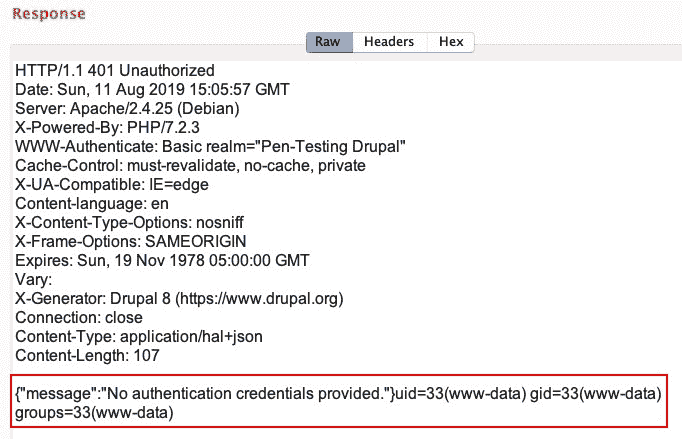 Response
Raw Headers Hex
HTTP/1.1 401 Unauthorized
Date: Sun, 11 Aug 2019 15:05:57 GMT
Server: Apache/2.4.25 (Debian)
X-Powered-By: PHP/7.2.3
WWW-Authenticate: Basic realm="Pen-Testing Drupal"
Cache-Control: must-revalidate, no-cache, private
X-UA-Compatible: IE=edge
Content-language: en
X-Content-Type-Options: nosniff
X-Frame-Options: SAMEORIGIN
Expires: Sun, 19 Nov 1978 05:00:00 GMT
Vary:
X-Generator: Drupal 8 (https://www.drupal.org)
Connection: close
Content-Type: application/hal+json
Content-Length: 107
{"message":"No authentication credentials provided."}uid=33(www-data) gid=33(www-data)
groups=33(www-data)